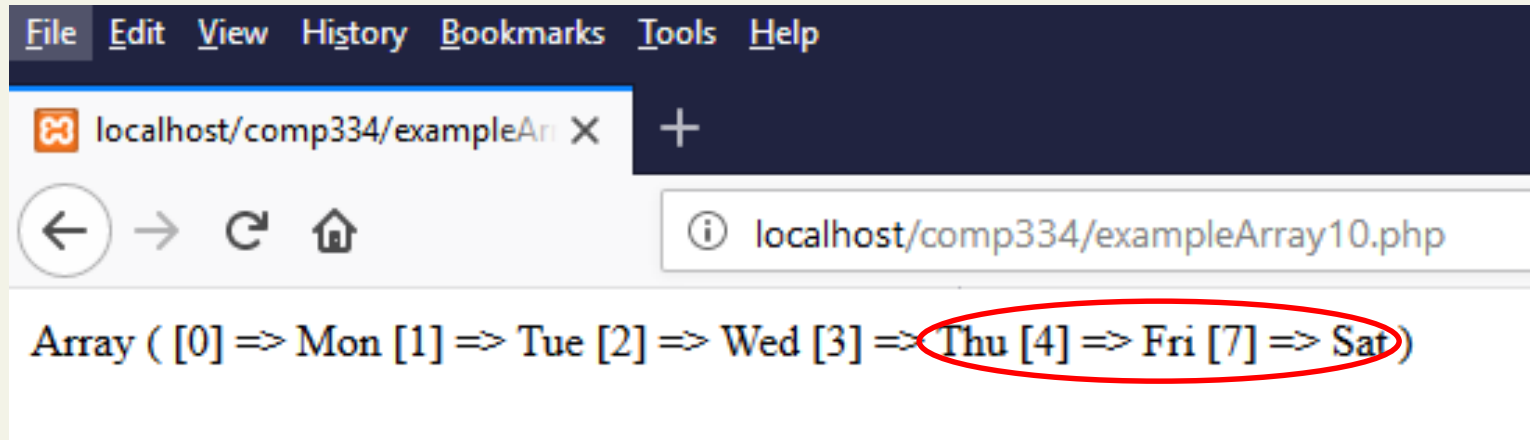 File Edit View History Bookmarks Tools Help
localhost/comp334/exampleArr
localhost/comp334/exampleArray10.php
Array ( [0] => Mon [1] => Tue [2] => Wed [3] => Thu [4] => Fri [7] => Sat )